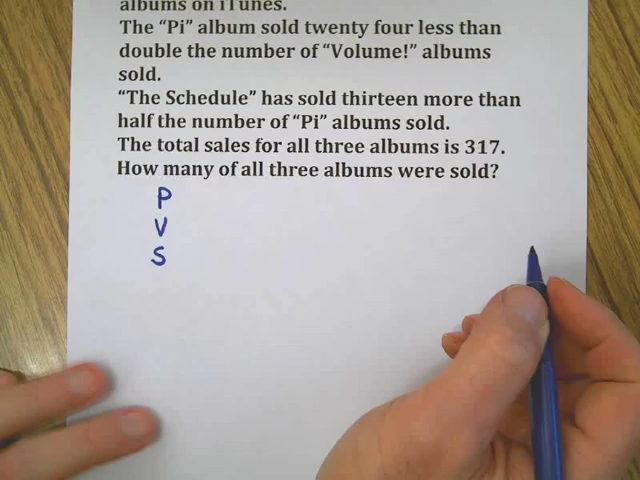 albums on iTunes.
The “Pi” album sold twenty four less than
double the number of “Volume!” albums
sold.
“The Schedule” has sold thirteen more than
half the number of “Pi” albums sold.
The total sales for all three albums is 317.
How many of all three albums were sold?
P
V
S